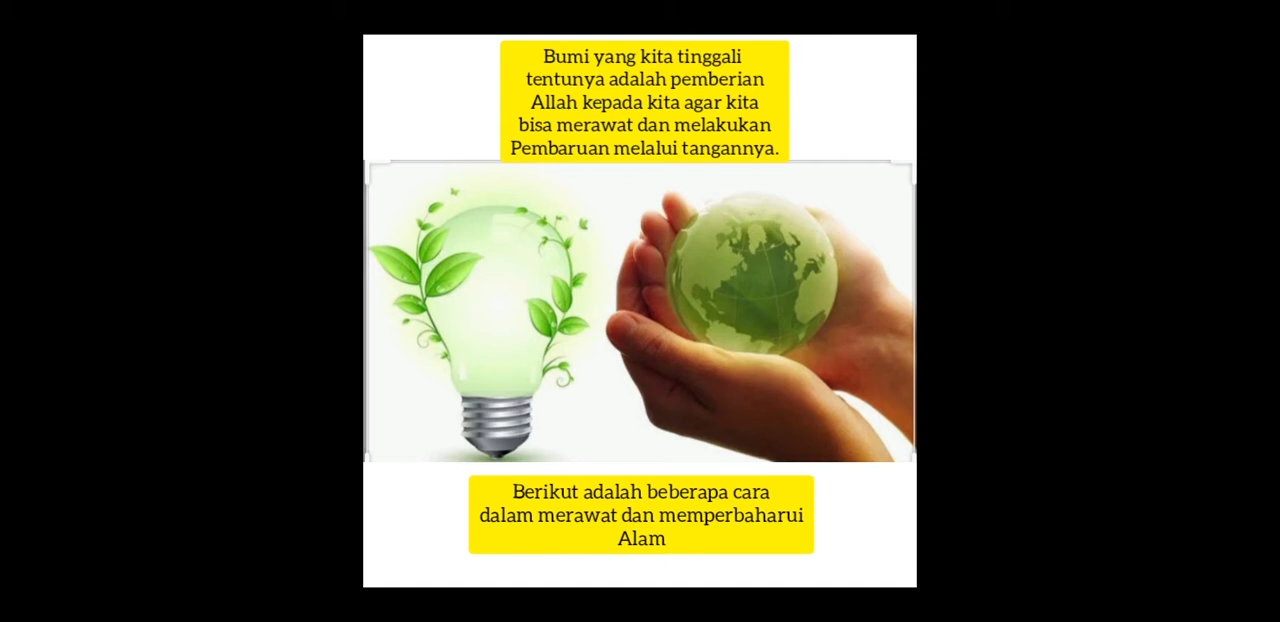 Bumi yang kita tinggali
tentunya adalah pemberian
Allah kepada kita agar kita
bisa merawat dan melakukan
Pembaruan melalui tangannya.
Berikut adalah beberapa cara
dalam merawat dan memperbaharui
Alam